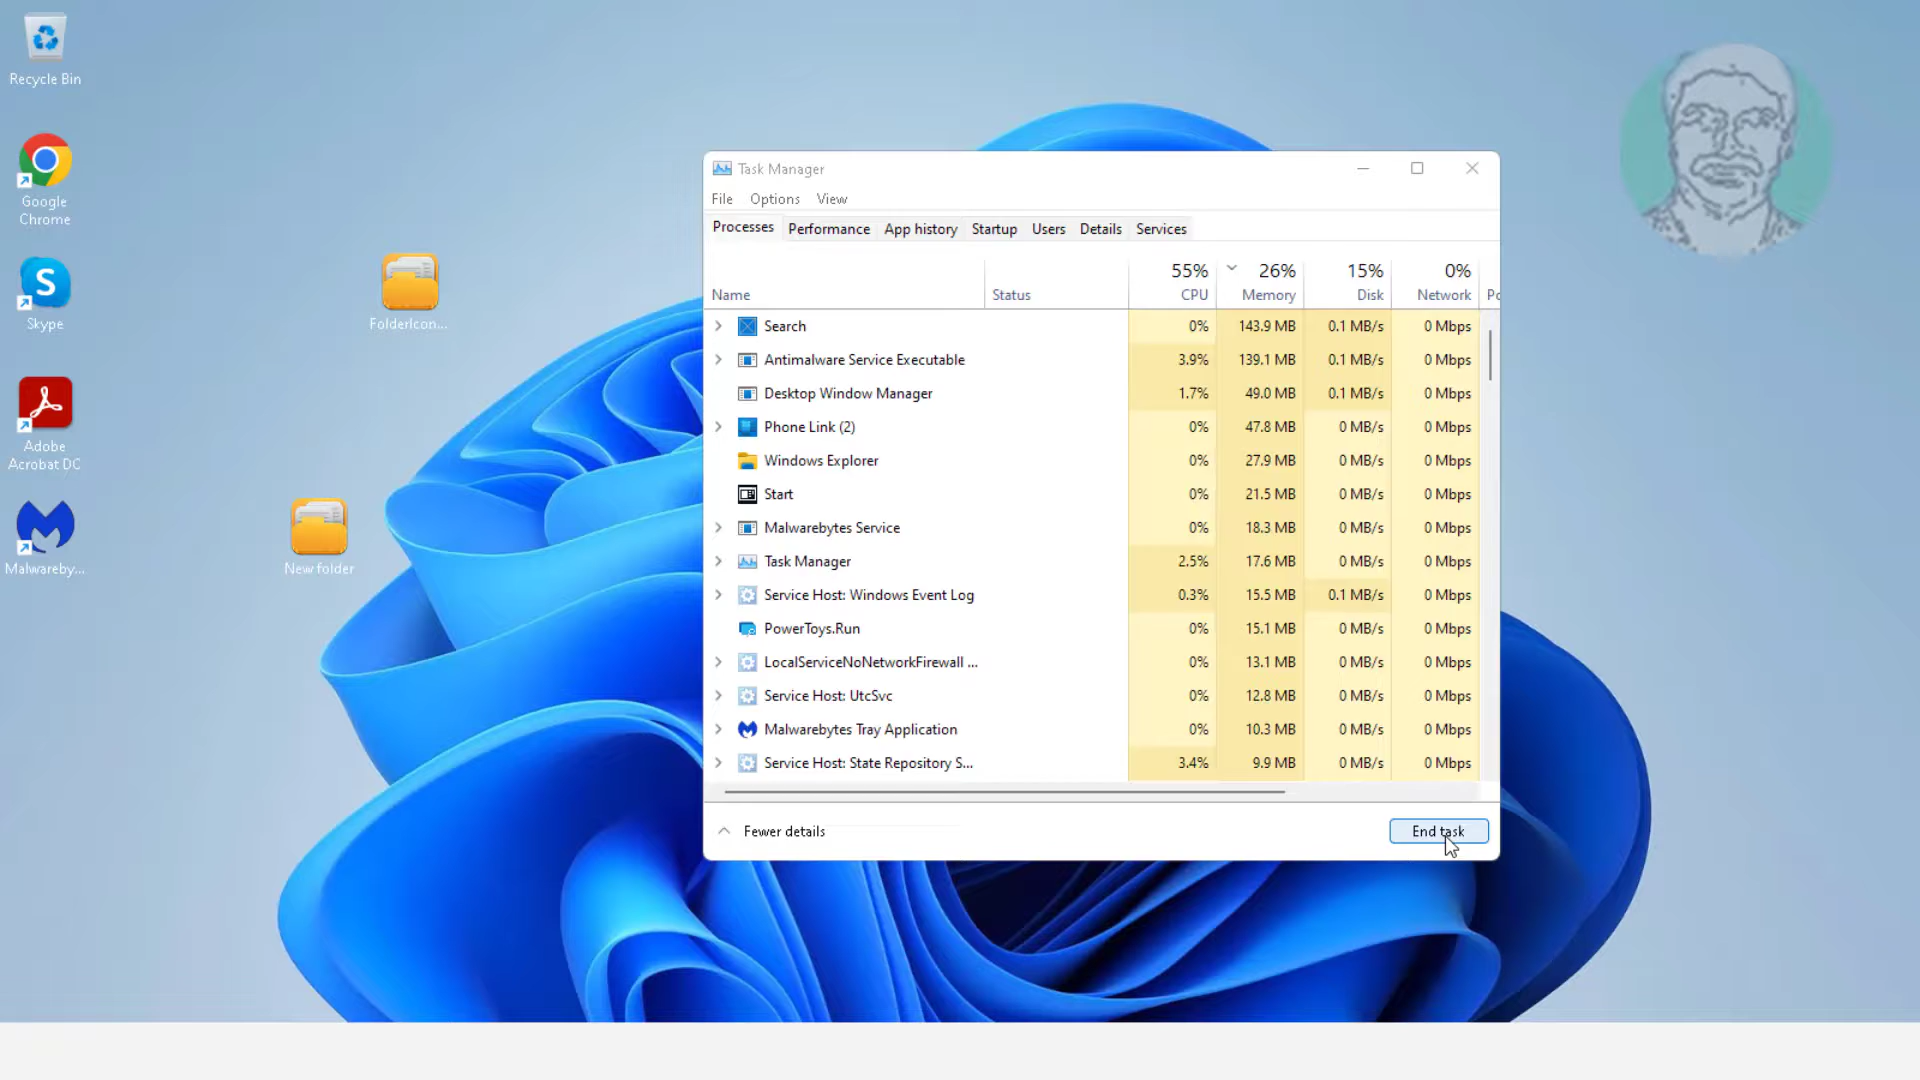 Recycle Bin
Google
Chrome
Skype
Adobe
Acrobat DC
Malwareby...
FolderIcon...
New folder
Task Manager
File Options View
Processes Performance App history Startup Users Details Services
55% 26% 15% 0%
Name Status CPU Memory Disk Network Pc
Search 0% 143.9 MB 0.1 MB/s 0 Mbps
Antimalware Service Executable 3.9% 139.1 MB 0.1 MB/s 0 Mbps
Desktop Window Manager 1.7% 49.0 MB 0.1 MB/s 0 Mbps
Phone Link (2) 0% 47.8 MB 0 MB/s 0 Mbps
Windows Explorer 0% 27.9 MB 0 MB/s 0 Mbps
Start 0% 21.5 MB 0 MB/s 0 Mbps
Malwarebytes Service 0% 18.3 MB 0 MB/s 0 Mbps
Task Manager 2.5% 17.6 MB 0 MB/s 0 Mbps
Service Host: Windows Event Log 0.3% 15.5 MB 0.1 MB/s 0 Mbps
PowerToys.Run 0% 15.1 MB 0 MB/s 0 Mbps
LocalServiceNoNetworkFirewall ... 0% 13.1 MB 0 MB/s 0 Mbps
Service Host: UtcSvc 0% 12.8 MB 0 MB/s 0 Mbps
Malwarebytes Tray Application 0% 10.3 MB 0 MB/s 0 Mbps
Service Host: State Repository S... 3.4% 9.9 MB 0 MB/s 0 Mbps
Fewer details End task